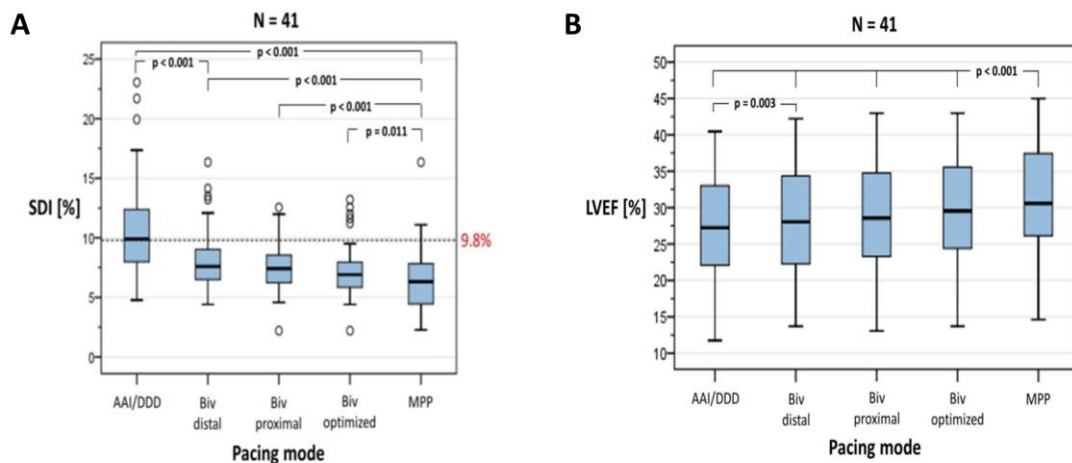 A
N = 41
p < 0.001
p < 0.001
p < 0.001
p < 0.001
p = 0.011
25
20
15
10
5
0
SDI [%]
9.8%
AAI/DDD
Biv
distal
Biv
proximal
Biv
optimized
MPP
Pacing mode
B
N = 41
p < 0.001
p = 0.003
50
45
40
35
30
25
20
15
10
LVEF [%]
AAI/DDD
Biv
distal
Biv
proximal
Biv
optimized
MPP
Pacing mode